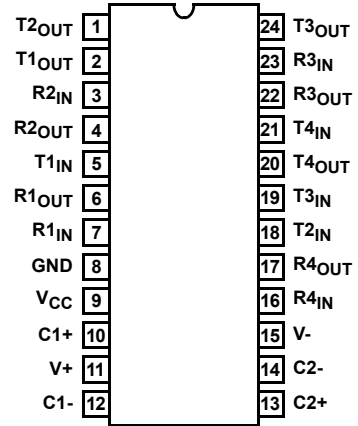 T2OUT 1 24 T3OUT
T1OUT 2 23 R3IN
R2IN 3 22 R3OUT
R2OUT 4 21 T4IN
T1IN 5 20 T4OUT
R1OUT 6 19 T3IN
R1IN 7 18 T2IN
GND 8 17 R4OUT
VCC 9 16 R4IN
C1+ 10 15 V-
V+ 11 14 C2-
C1- 12 13 C2+